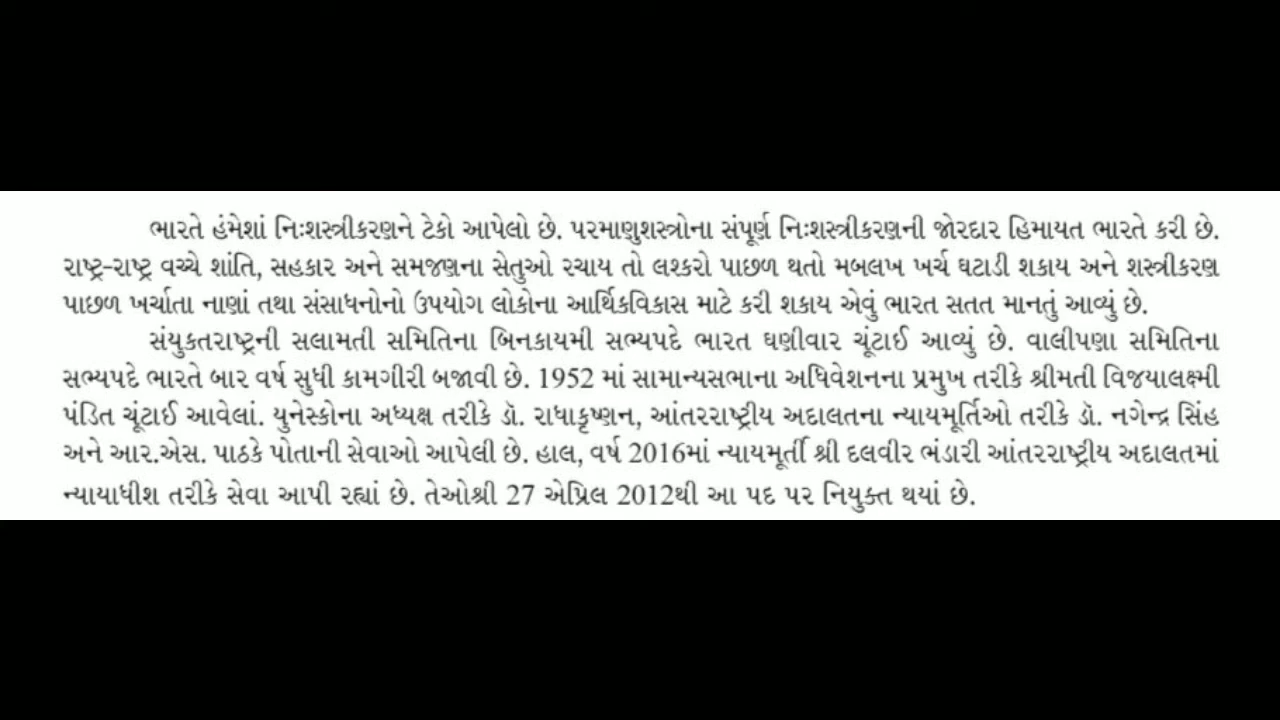 ભારતે હંમેશાં નિઃશસ્ત્રીકરણને ટેકો આપેલો છે. પરમાણુશસ્ત્રોના સંપૂર્ણ નિઃશસ્ત્રીકરણની જોરદાર હિમાયત ભારતે કરી છે.
રાષ્ટ્ર-રાષ્ટ્ર વચ્ચે શાંતિ, સહકાર અને સમજણના સેતુઓ રચાય તો લશ્કરો પાછળ થતો મબલખ ખર્ચ ઘટાડી શકાય અને શસ્ત્રીકરણ
પાછળ ખર્ચાતા નાણાં તથા સંસાધનોનો ઉપયોગ લોકોના આર્થિકવિકાસ માટે કરી શકાય એવું ભારત સતત માનતું આવ્યું છે.
સંયુકતરાષ્ટ્રની સલામતી સમિતિના બિનકાયમી સભ્યપદે ભારત ઘણીવાર ચૂંટાઈ આવ્યું છે. વાલીપણા સમિતિના
સભ્યપદે ભારતે બાર વર્ષ સુધી કામગીરી બજાવી છે. 1952 માં સામાન્યસભાના અધિવેશનના પ્રમુખ તરીકે શ્રીમતી વિજયાલક્ષ્મી
પંડિત ચૂંટાઈ આવેલાં. યુનેસ્કોના અધ્યક્ષ તરીકે ડૉ. રાધાકૃષ્ણન, આંતરરાષ્ટ્રીય અદાલતના ન્યાયમૂર્તિઓ તરીકે ડૉ. નગેન્દ્ર સિંહ
અને આર.એસ. પાઠકે પોતાની સેવાઓ આપેલી છે. હાલ, વર્ષ 2016માં ન્યાયમૂર્તી શ્રી દલવીર ભંડારી આંતરરાષ્ટ્રીય અદાલતમાં
ન્યાયાધીશ તરીકે સેવા આપી રહ્યાં છે. તેઓશ્રી 27 એપ્રિલ 2012થી આ પદ પર નિયુક્ત થયાં છે.